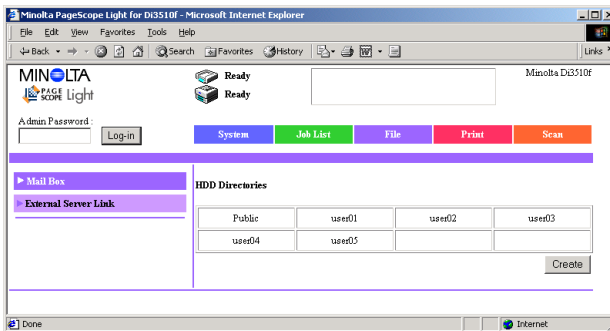 Minolta PageScope Light for Di3510f - Microsoft Internet Explorer
File Edit View Favorites Tools Help
Back Search Favorites History Links
MINOLTA Ready Minolta Di3510f
PAGE SCOPE Light Ready
Admin Password :
Log-in System Job List File Print Scan
Mail Box HDD Directories
External Server Link
Public user01 user02 user03
user04 user05
Create
Done Internet